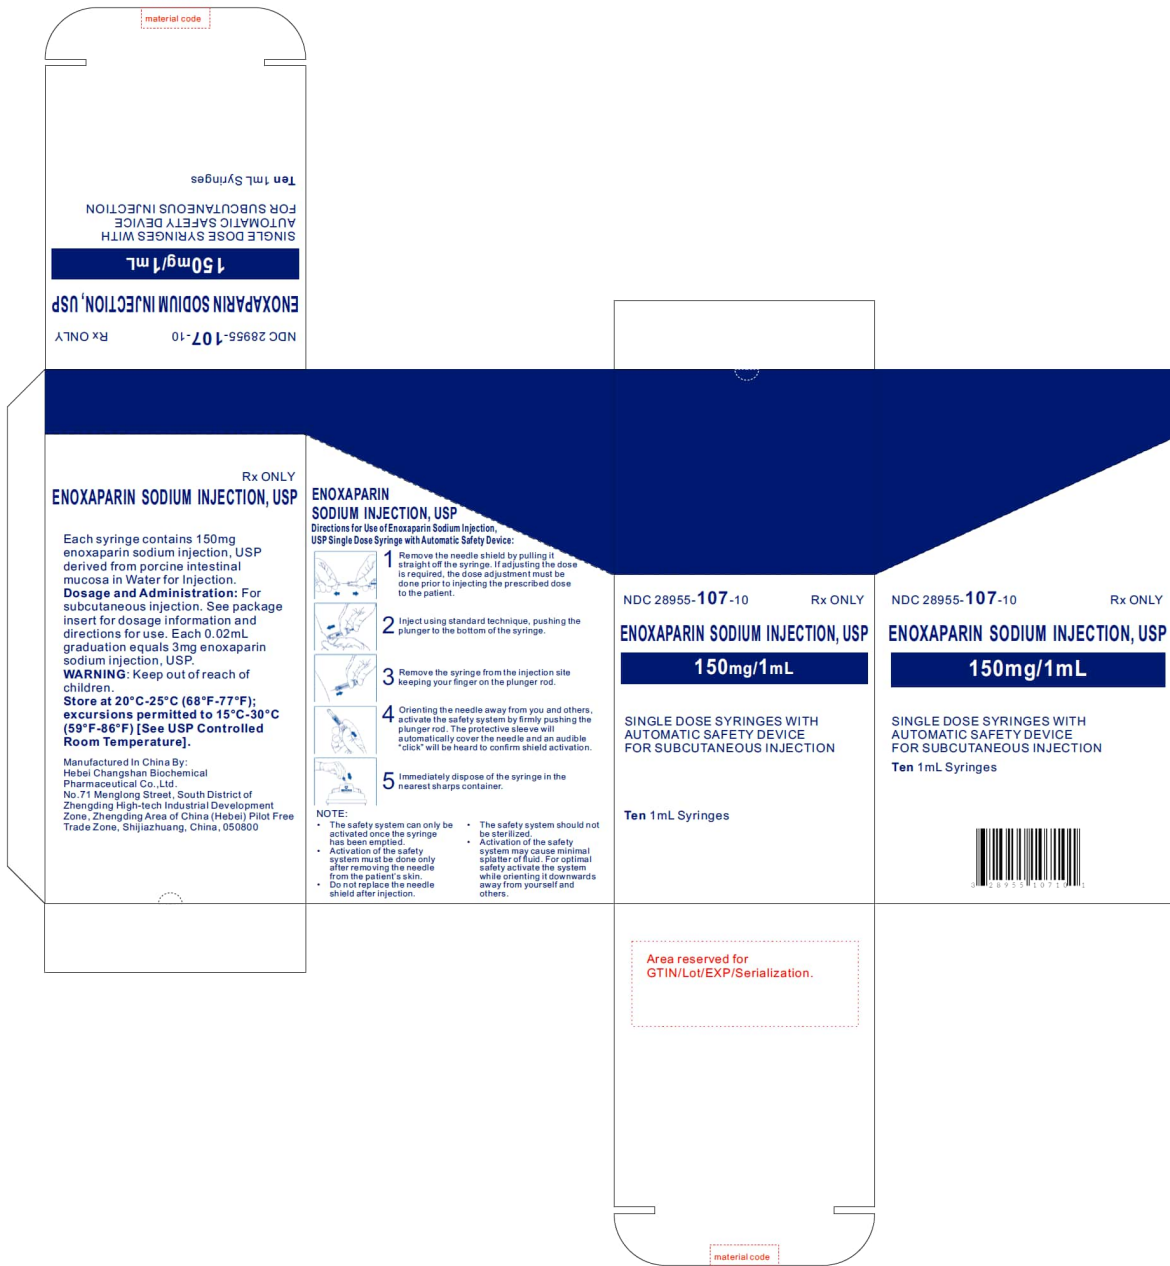 material code
Ten 1mL Syringes
SINGLE DOSE SYRINGES WITH
AUTOMATIC SAFETY DEVICE
FOR SUBCUTANEOUS INJECTION
150mg/1mL
ENOXAPARIN SODIUM INJECTION, USP
NDC 28955-107-10 Rx ONLY
Rx ONLY
ENOXAPARIN SODIUM INJECTION, USP
Each syringe contains 150mg
enoxaparin sodium injection, USP
derived from porcine intestinal
mucosa in Water for Injection.
Dosage and Administration: For
subcutaneous injection. See package
insert for dosage information and
directions for use. Each 0.02mL
graduation equals 3mg enoxaparin
sodium injection, USP.
WARNING: Keep out of reach of
children.
Store at 20°C-25°C (68°F-77°F);
excursions permitted to 15°C-30°C
(59°F-86°F) [See USP Controlled
Room Temperature].
Manufactured In China By:
Hebei Changshan Biochemical
Pharmaceutical Co.,Ltd.
No.71 Menglong Street, South District of
Zhengding High-tech Industrial Development
Zone, Zhengding Area of China (Hebei) Pilot Free
Trade Zone, Shijiazhuang, China, 050800
ENOXAPARIN
SODIUM INJECTION, USP
Directions for Use of Enoxaparin Sodium Injection,
USP Single Dose Syringe with Automatic Safety Device:
1 Remove the needle shield by pulling it
straight off the syringe. If adjusting the dose
is required, the dose adjustment must be
done prior to injecting the prescribed dose
to the patient.
2 Inject using standard technique, pushing the
plunger to the bottom of the syringe.
3 Remove the syringe from the injection site
keeping your finger on the plunger rod.
4 Orienting the needle away from you and others,
activate the safety system by firmly pushing the
plunger rod. The protective sleeve will
automatically cover the needle and an audible
"click" will be heard to confirm shield activation.
5 Immediately dispose of the syringe in the
nearest sharps container.
NOTE:
• The safety system can only be
activated once the syringe
has been emptied.
• Activation of the safety
system must be done only
after removing the needle
from the patient's skin.
• Do not replace the needle
shield after injection.
• The safety system should not
be sterilized.
• Activation of the safety
system may cause minimal
splatter of fluid. For optimal
safety activate the system
while orienting it downwards
away from yourself and
others.
NDC 28955-107-10 Rx ONLY
ENOXAPARIN SODIUM INJECTION, USP
150mg/1mL
SINGLE DOSE SYRINGES WITH
AUTOMATIC SAFETY DEVICE
FOR SUBCUTANEOUS INJECTION
Ten 1mL Syringes
NDC 28955-107-10 Rx ONLY
ENOXAPARIN SODIUM INJECTION, USP
150mg/1mL
SINGLE DOSE SYRINGES WITH
AUTOMATIC SAFETY DEVICE
FOR SUBCUTANEOUS INJECTION
Ten 1mL Syringes
3 28955 10710 1
Area reserved for
GTIN/Lot/EXP/Serialization.
material code